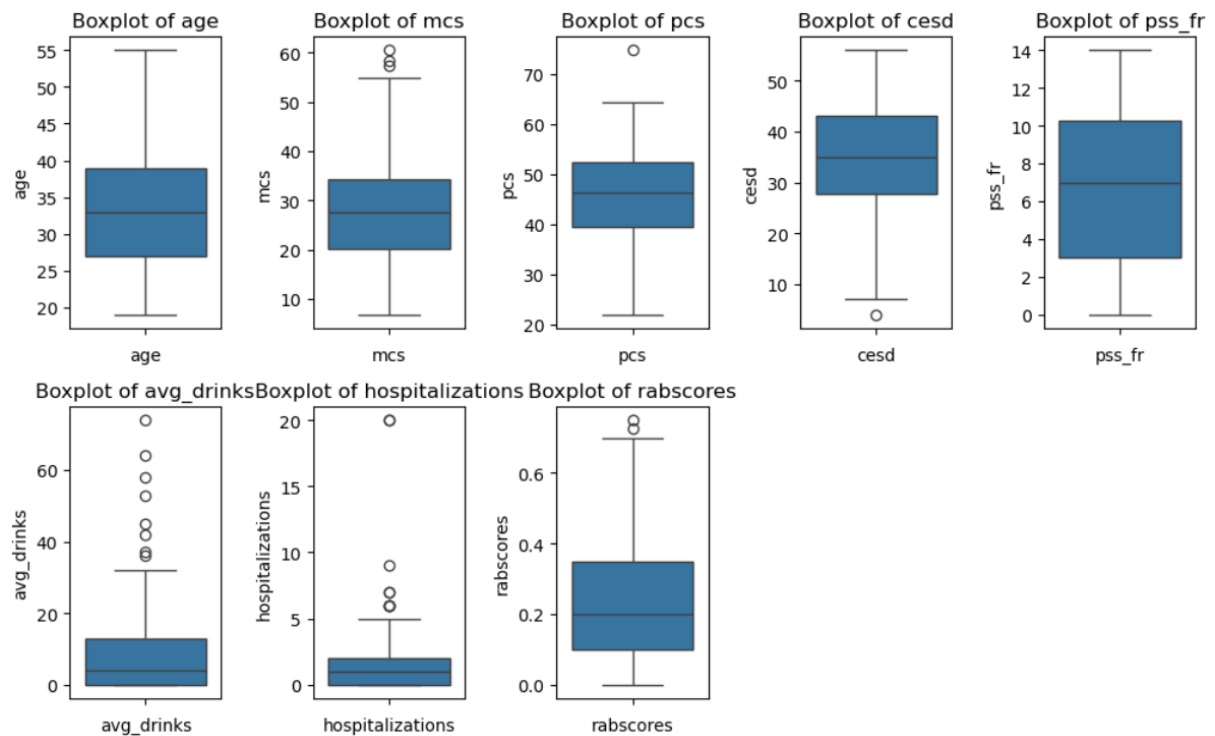 Boxplot of age
55
50
45
40
35
30
25
20
age
age
Boxplot of mcs
60
50
40
30
20
10
mcs
mcs
Boxplot of pcs
70
60
50
40
30
20
pcs
pcs
Boxplot of cesd
50
40
30
20
10
cesd
cesd
Boxplot of pss_fr
14
12
10
8
6
4
2
0
pss_fr
pss_fr
Boxplot of avg_drinks
60
40
20
0
avg_drinks
avg_drinks
Boxplot of hospitalizations
20
15
10
5
0
hospitalizations
hospitalizations
Boxplot of rabscores
0.6
0.4
0.2
0.0
rabscores
rabscores